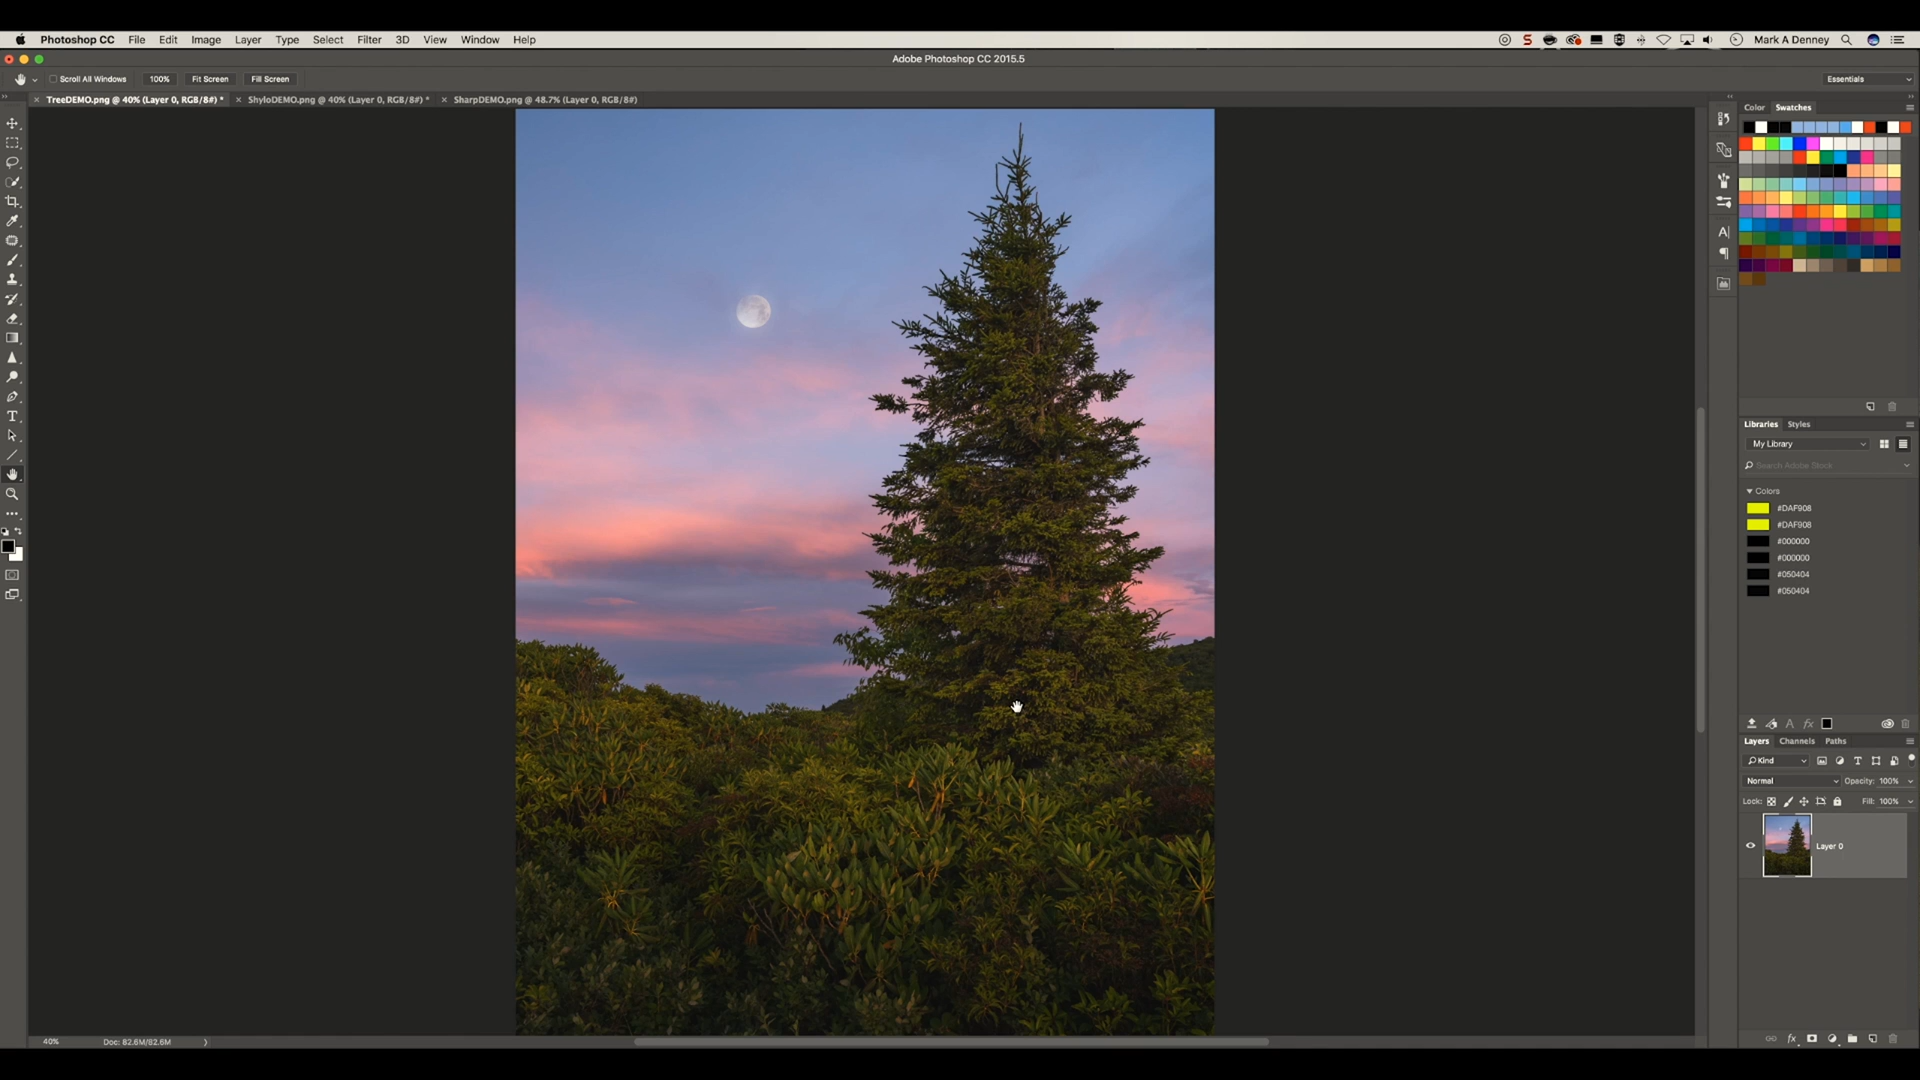 Photoshop CC File Edit Image Layer Type Select Filter 3D View Window Help Mark A Denney
Adobe Photoshop CC 2015.5
Scroll All Windows 100% Fit Screen Fill Screen Essentials
TreeDEMO.png @ 40% (Layer 0, RGB/8#) * ShyloDEMO.png @ 40% (Layer 0, RGB/8#) * SharpDEMO.png @ 48.7% (Layer 0, RGB/8#)
Color Swatches
Libraries Styles
My Library
Search Adobe Stock
Colors
#DAF908
#DAF908
#000000
#000000
#050404
#050404
Layers Channels Paths
Kind
Normal Opacity: 100%
Lock: Fill: 100%
Layer 0
40% Doc: 82.6M/82.6M